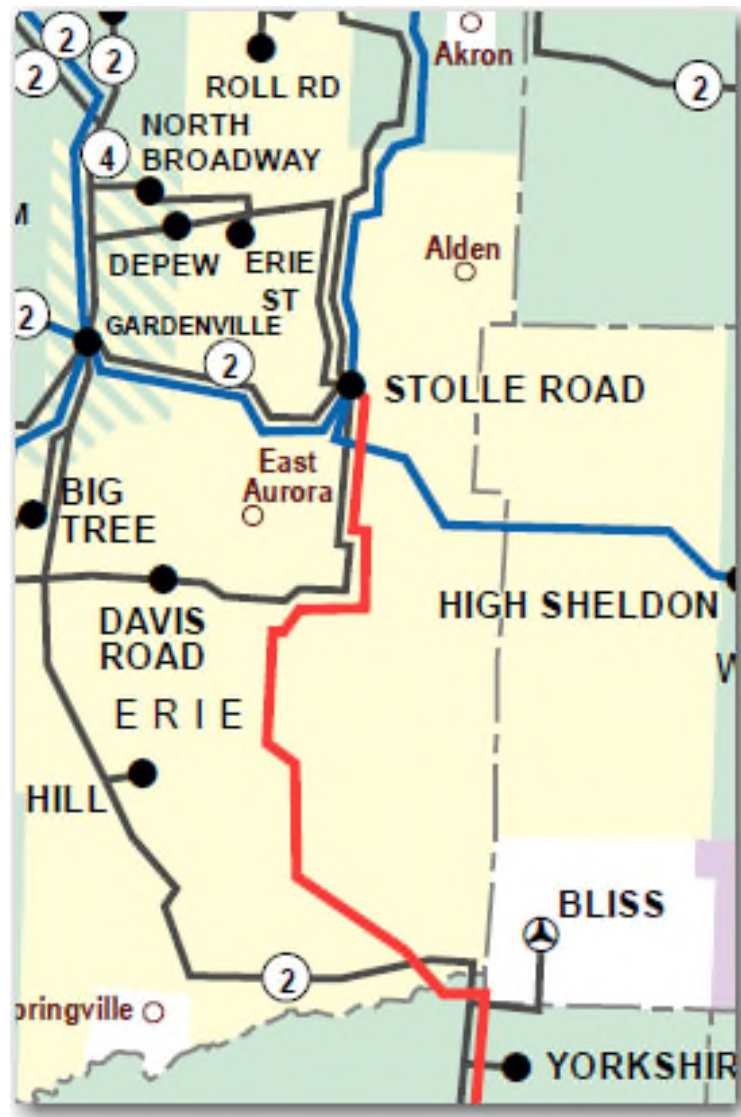 2
2
2
Akron
ROLL RD
2
NORTH
BROADWAY
4
M
Alden
DEPEW
ERIE
ST
2
GARDENVILLE
2
STOLLE ROAD
East
Aurora
BIG
TREE
HIGH SHELDON
DAVIS
ROAD
W
ERIE
HILL
BLISS
2
pringville
YORKSHIR